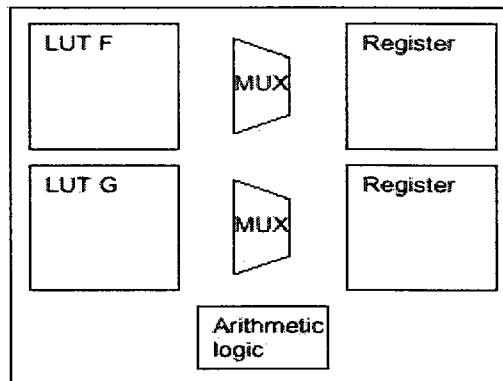 LUT F
MUX
Register
LUT G
MUX
Register
Arithmetic
logic